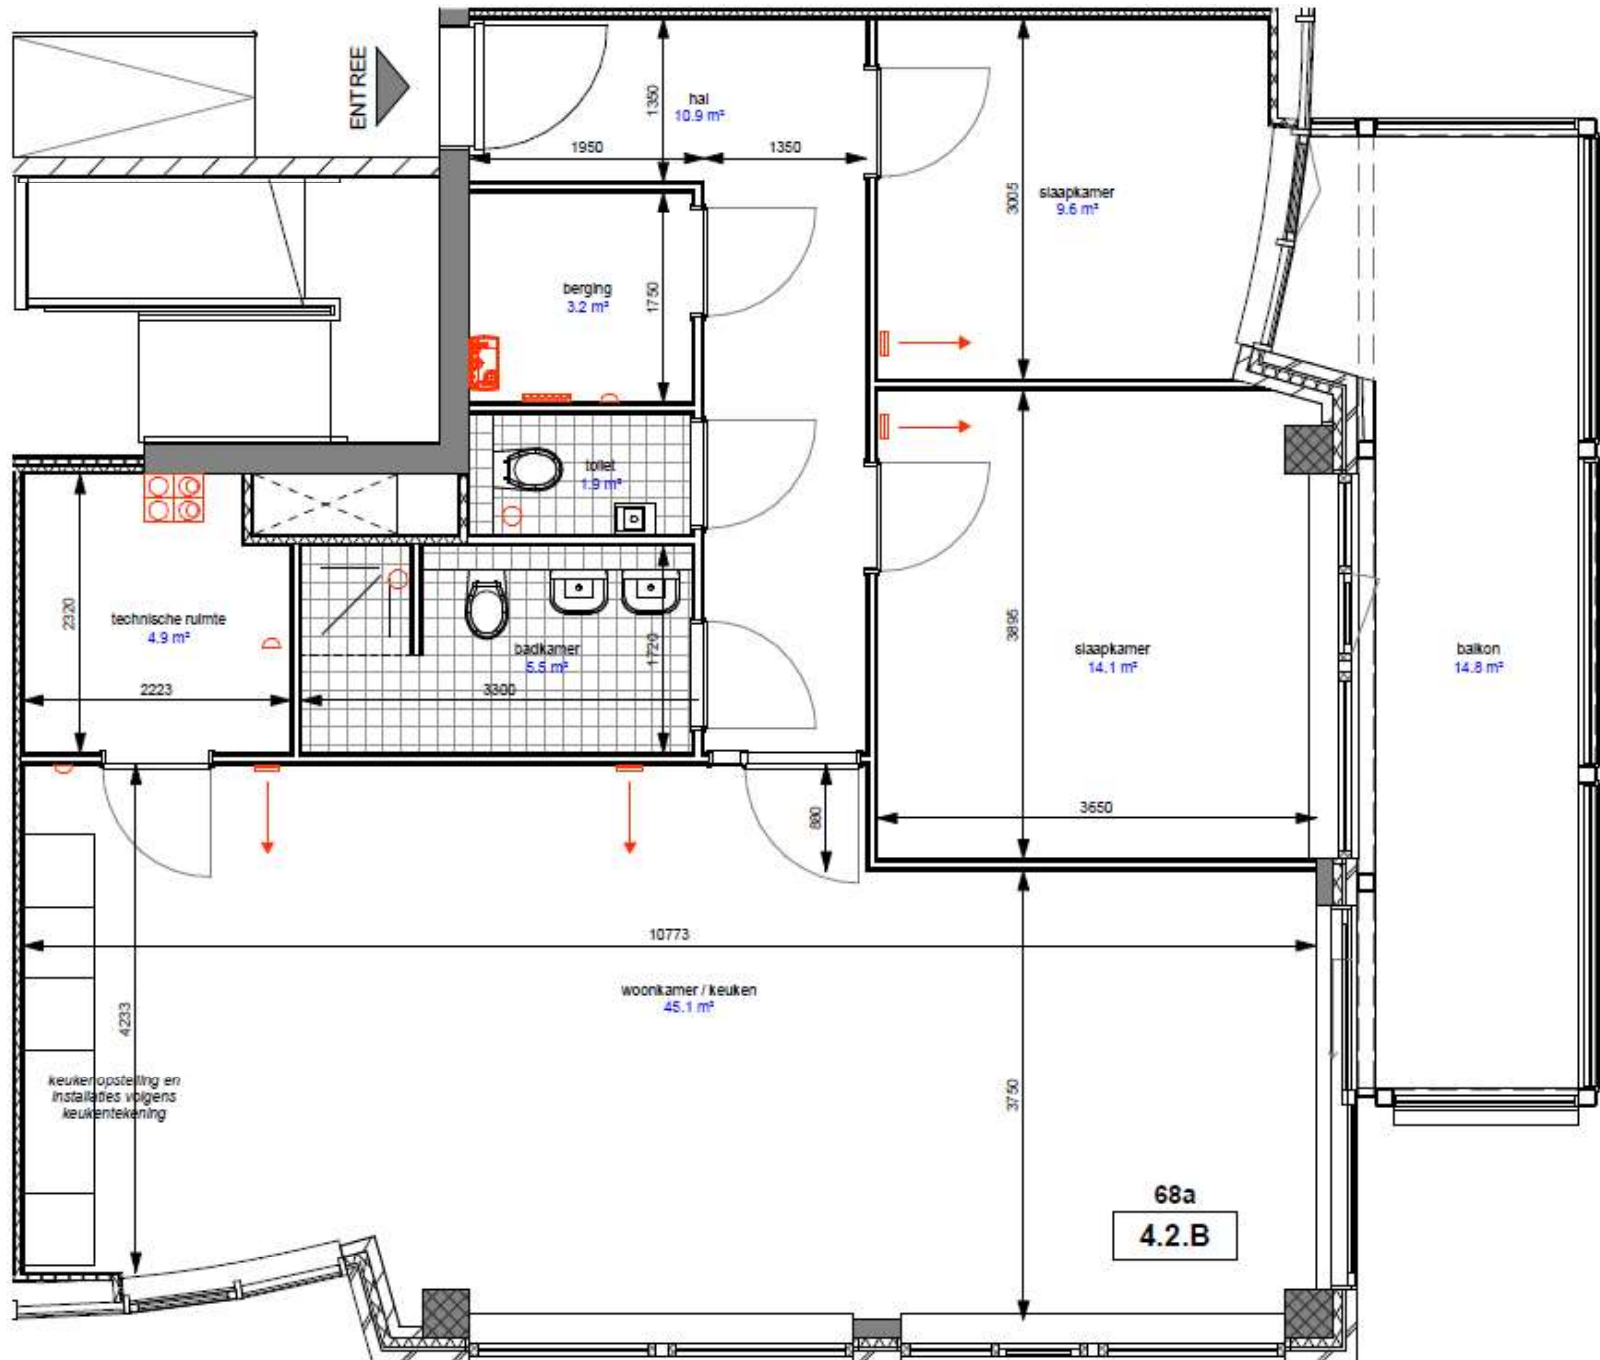 ENTREE
1350
hal
10.9 m²
1950
1350
slaapkamer
9.6 m²
3005
berging
3.2 m²
1750
toilet
1.9 m²
technische ruimte
4.9 m²
2320
2223
badkamer
5.5 m²
1720
3300
slaapkamer
14.1 m²
3895
3650
balkon
14.8 m²
880
10773
woonkamer / keuken
45.1 m²
4233
3750
keukenopstelling en
installaties volgens
keukentekening
68a
4.2.B